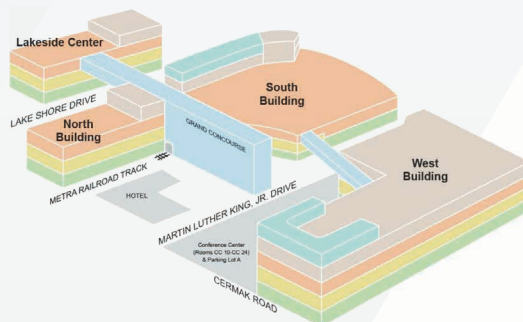 Lakeside Center
South
Building
LAKE SHORE DRIVE
North
Building
GRAND CONCOURSE
West
Building
METRA RAILROAD TRACK
HOTEL
MARTIN LUTHER KING, JR. DRIVE
Conference Center
(Rooms CC 10-CC 24)
& Parking Lot A
CERMAK ROAD